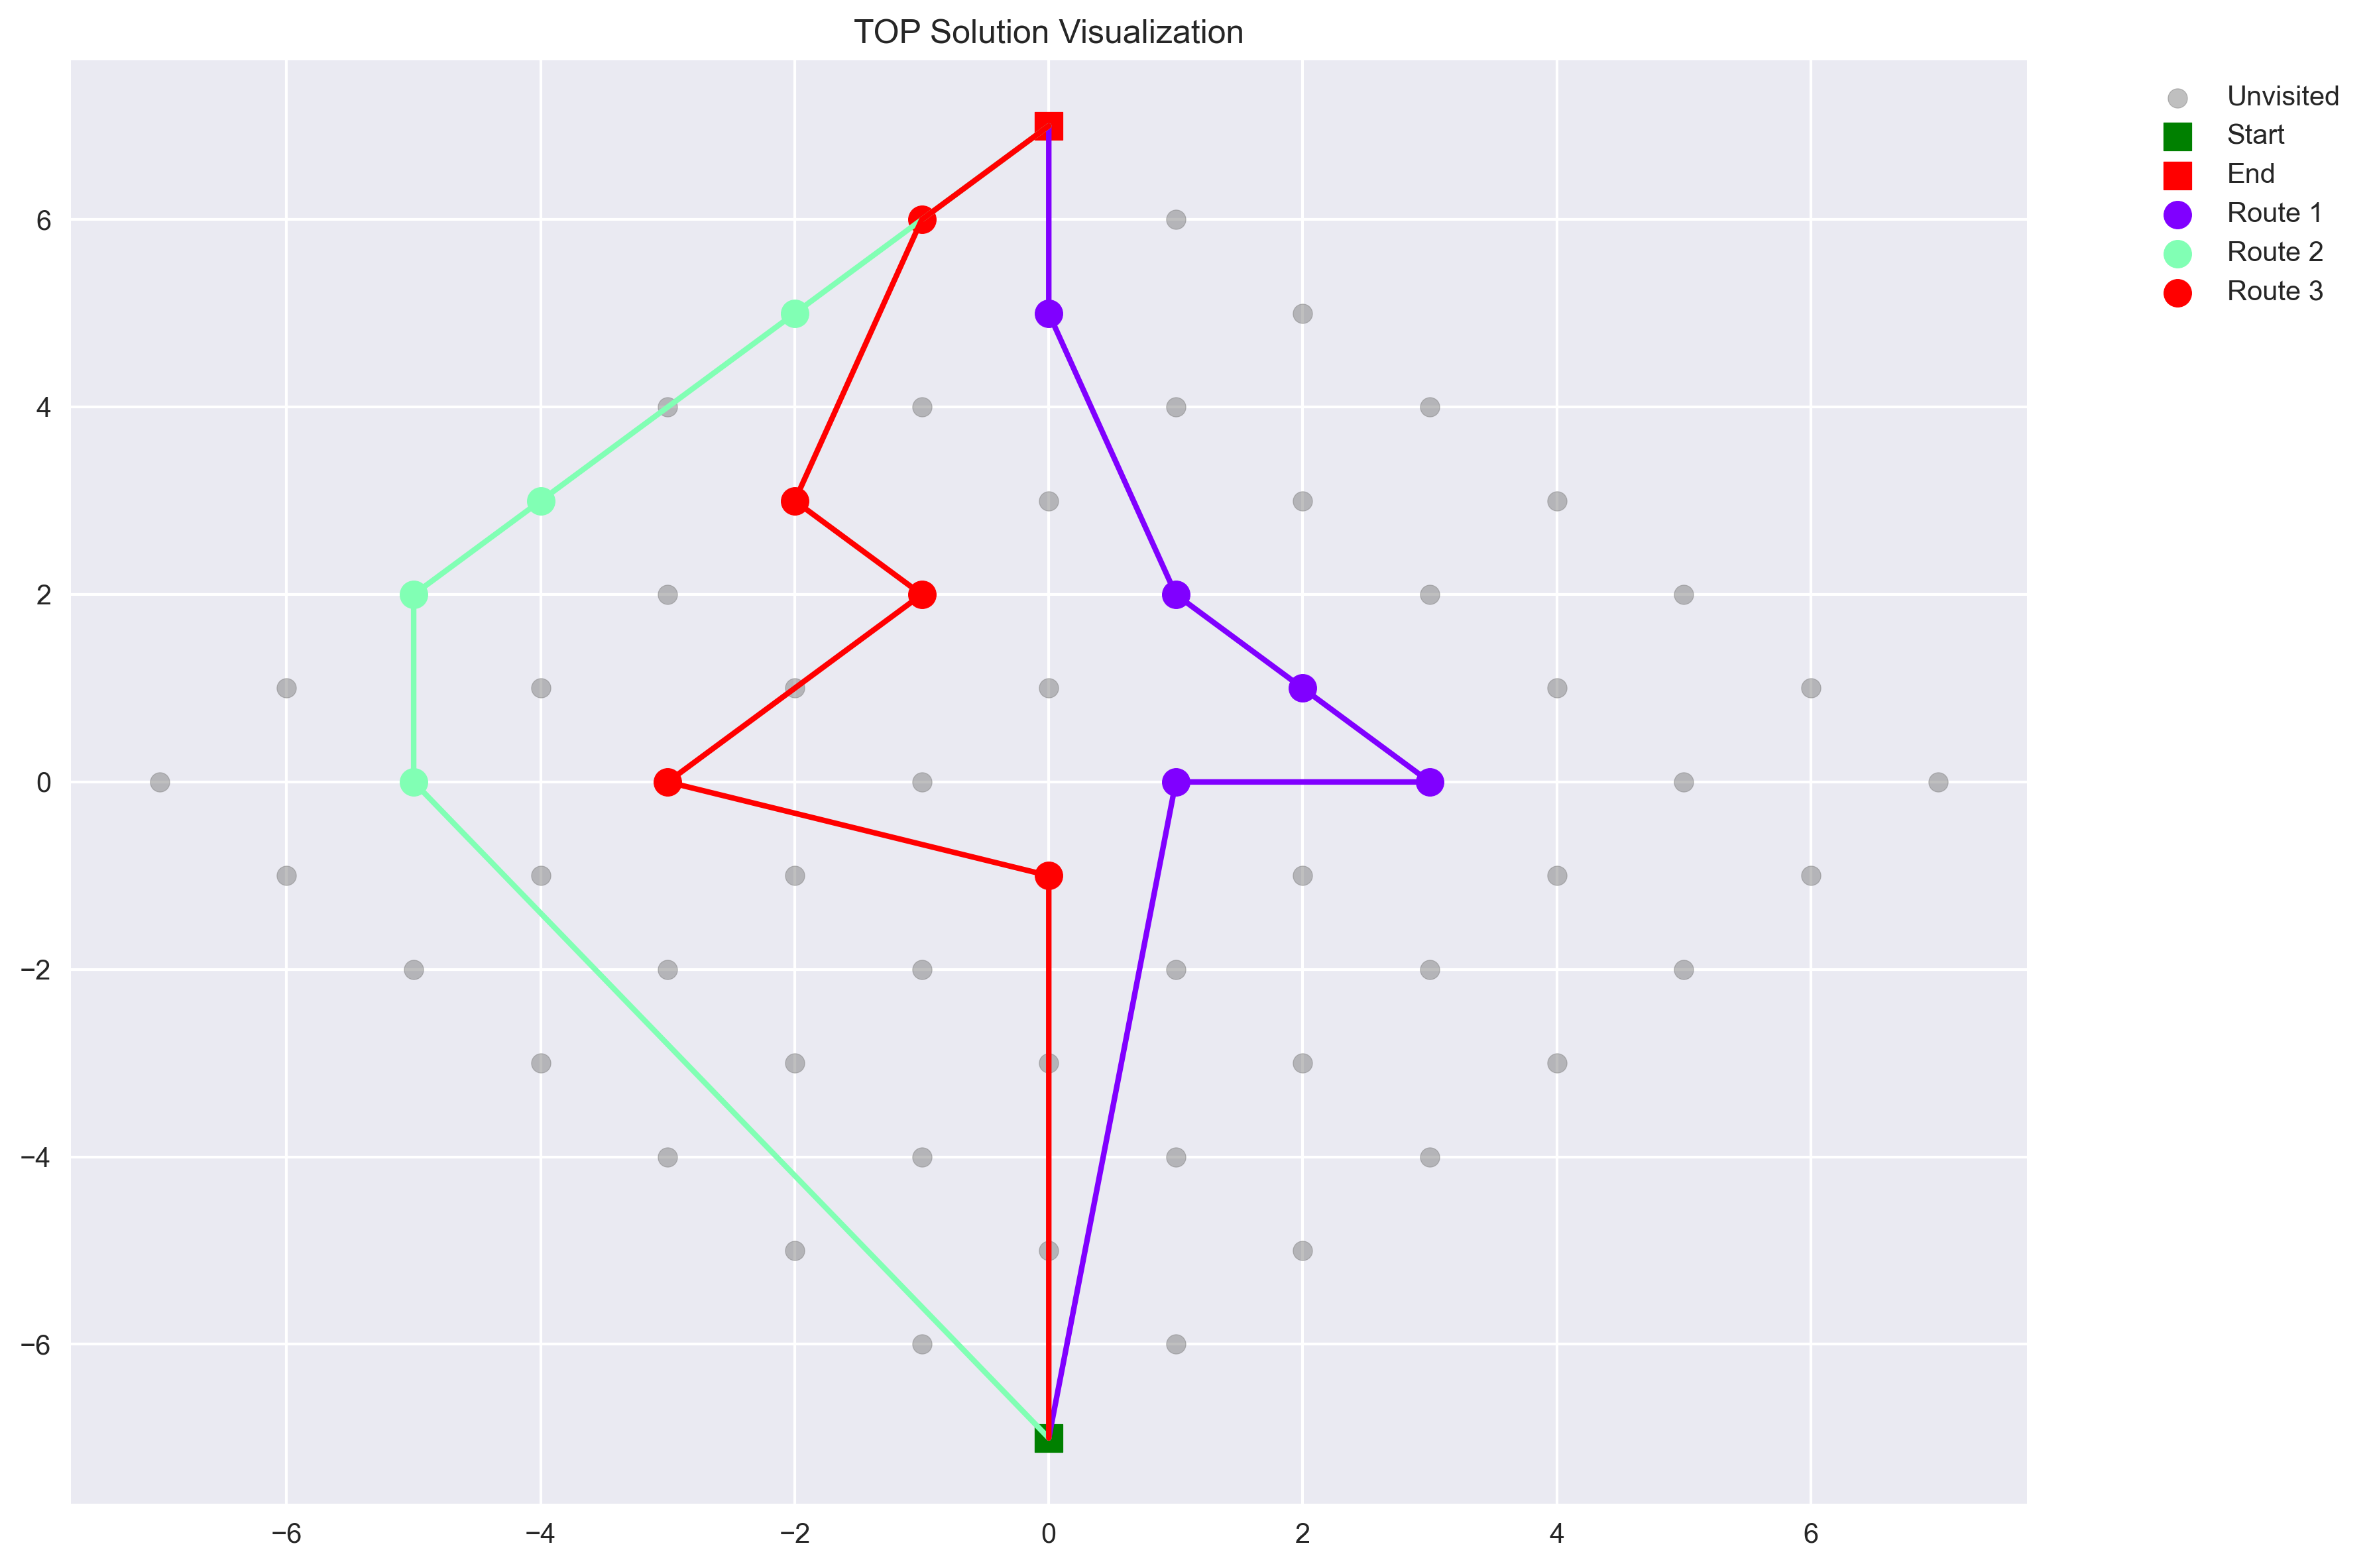 TOP Solution Visualization
Unvisited
Start
End
Route 1
Route 2
Route 3
6
4
2
0
−2
−4
−6
−6 −4 −2 0 2 4 6